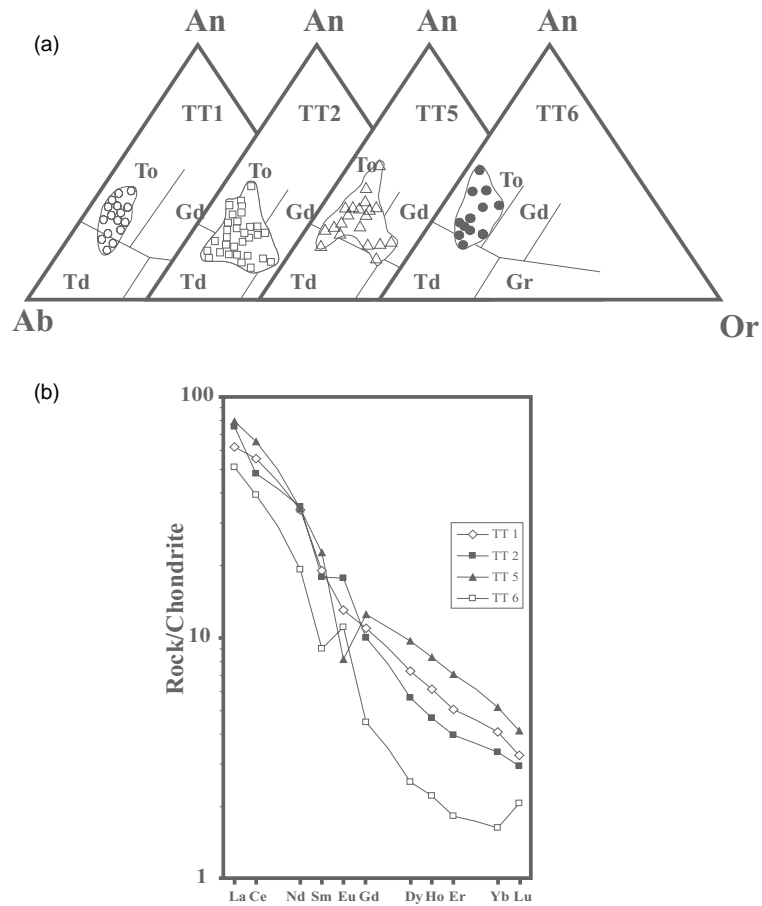 (a)
An An An An
TT1 TT2 TT5 TT6
To To To To
Gd Gd Gd Gd
Td Td Td Td Gr
Ab Or
(b)
100
10
1
Rock/Chondrite
TT 1
TT 2
TT 5
TT 6
La Ce Nd Sm Eu Gd Dy Ho Er Yb Lu